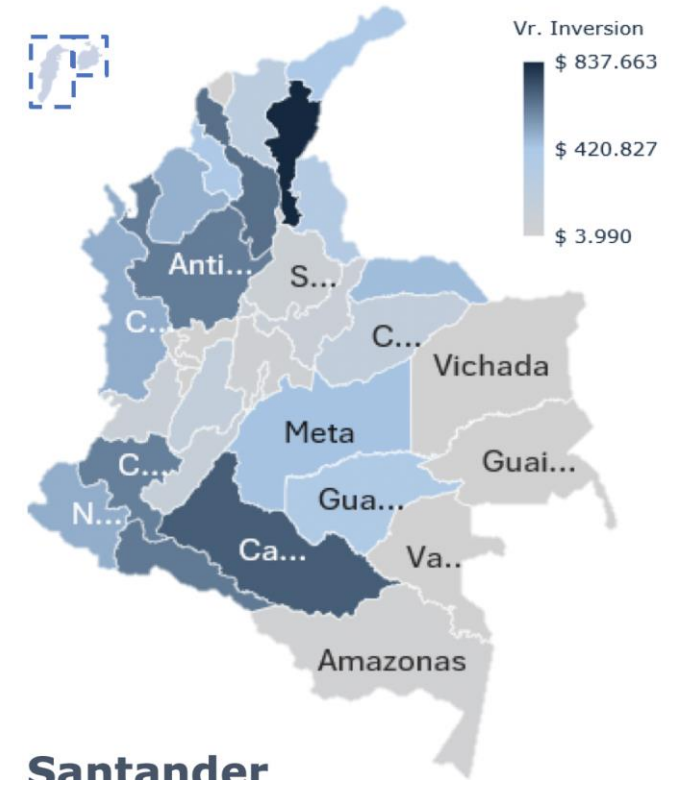 Vr. Inversion
$ 837.663
$ 420.827
$ 3.990
Anti...
S...
C...
C...
Vichada
Meta
Guai...
C...
Gua...
N...
Ca...
Va..
Amazonas
Santander